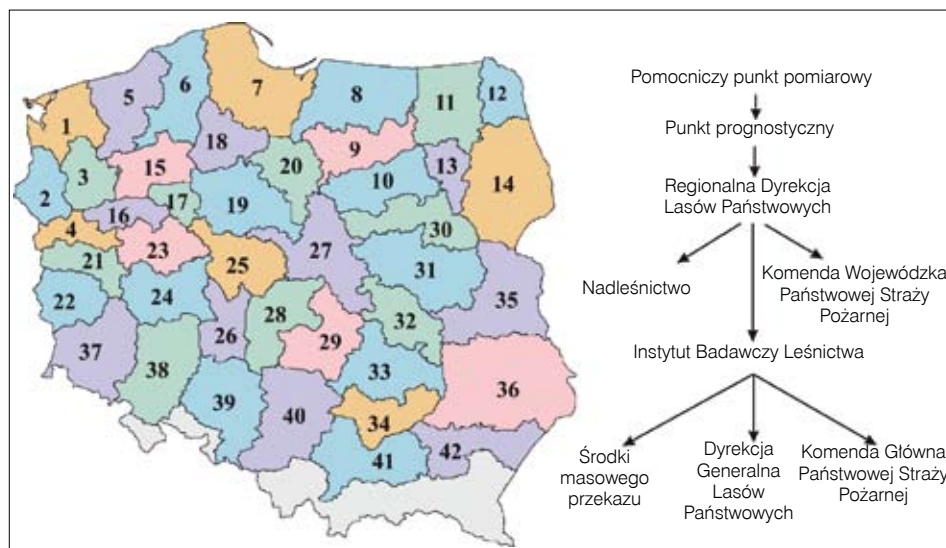 1
2
3
4
5
6
7
8
9
10
11
12
13
14
15
16
17
18
19
20
21
22
23
24
25
26
27
28
29
30
31
32
33
34
35
36
37
38
39
40
41
42
Pomocniczy punkt pomiarowy
Punkt prognostyczny
Regionalna Dyrekcja
Lasów Państwowych
Nadleśnictwo
Komenda Wojewódzka
Państwowej Straży
Pożarnej
Instytut Badawczy Leśnictwa
Środki
masowego
przekazu
Dyrekcja
Generalna
Lasów
Państwowych
Komenda Główna
Państwowej Straży
Pożarnej